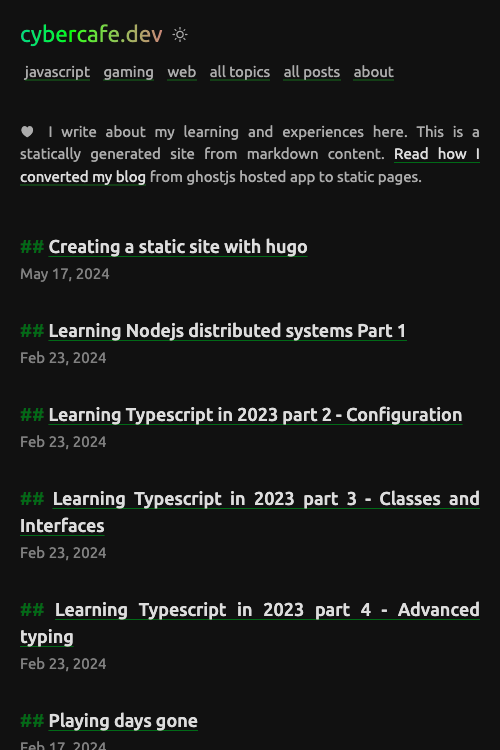 cybercafe.dev
javascript gaming web all topics all posts about
I write about my learning and experiences here. This is a
statically generated site from markdown content. Read how I
converted my blog from ghostjs hosted app to static pages.
## Creating a static site with hugo
May 17, 2024
## Learning Nodejs distributed systems Part 1
Feb 23, 2024
## Learning Typescript in 2023 part 2 - Configuration
Feb 23, 2024
## Learning Typescript in 2023 part 3 - Classes and
Interfaces
Feb 23, 2024
## Learning Typescript in 2023 part 4 - Advanced
typing
Feb 23, 2024
## Playing days gone
Feb 17, 2024